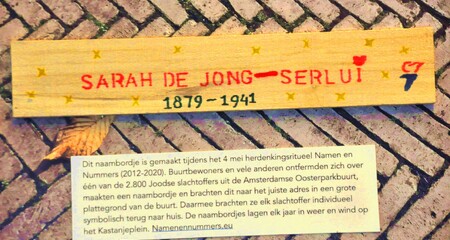 SARAH DE JONG-SERLUI
1879-1941
Dit naambordje is gemaakt tijdens het 4 mei herdenkingsritueel Namen en
Nummers (2012-2020). Buurtbewoners en vele anderen ontfermden zich over
één van de 2.800 Joodse slachtoffers uit de Amsterdamse Oosterparkbuurt,
maakten een naambordje en brachten dit naar het juiste adres in een grote
plattegrond van de buurt. Daarmee brachten ze elk slachtoffer individueel
symbolisch terug naar huis. De naambordjes lagen elk jaar in weer en wind op
het Kastanjeplein. Namenennummers.eu